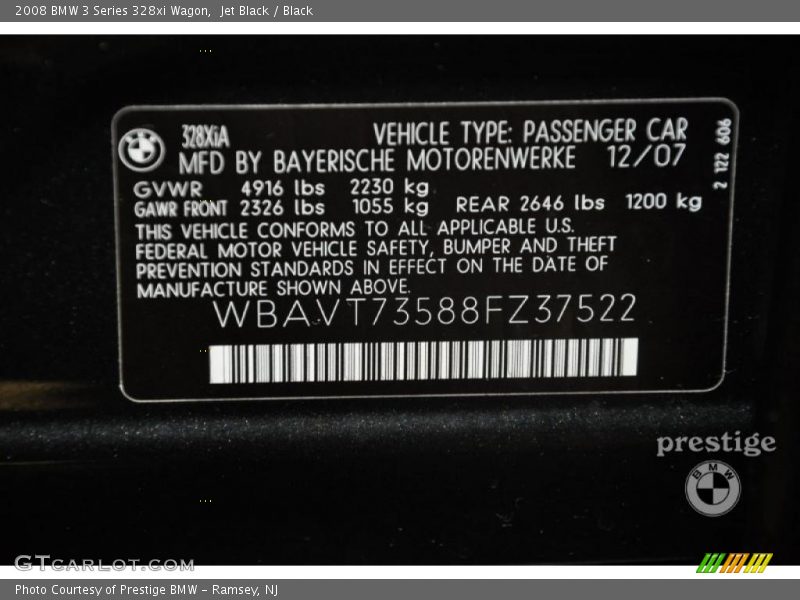 2008 BMW 3 Series 328xi Wagon,  Jet Black / Black
328XiA
VEHICLE TYPE: PASSENGER CAR
MFD BY BAYERISCHE MOTORENWERKE 12/07
2 122 606
GVWR 4916 lbs 2230 kg
GAWR FRONT 2326 lbs 1055 kg REAR 2646 lbs 1200 kg
THIS VEHICLE CONFORMS TO ALL APPLICABLE U.S.
FEDERAL MOTOR VEHICLE SAFETY, BUMPER AND THEFT
PREVENTION STANDARDS IN EFFECT ON THE DATE OF
MANUFACTURE SHOWN ABOVE.
WBAVT73588FZ37522
prestige
BMW
GTcarlot.com
Photo Courtesy of Prestige BMW – Ramsey, NJ